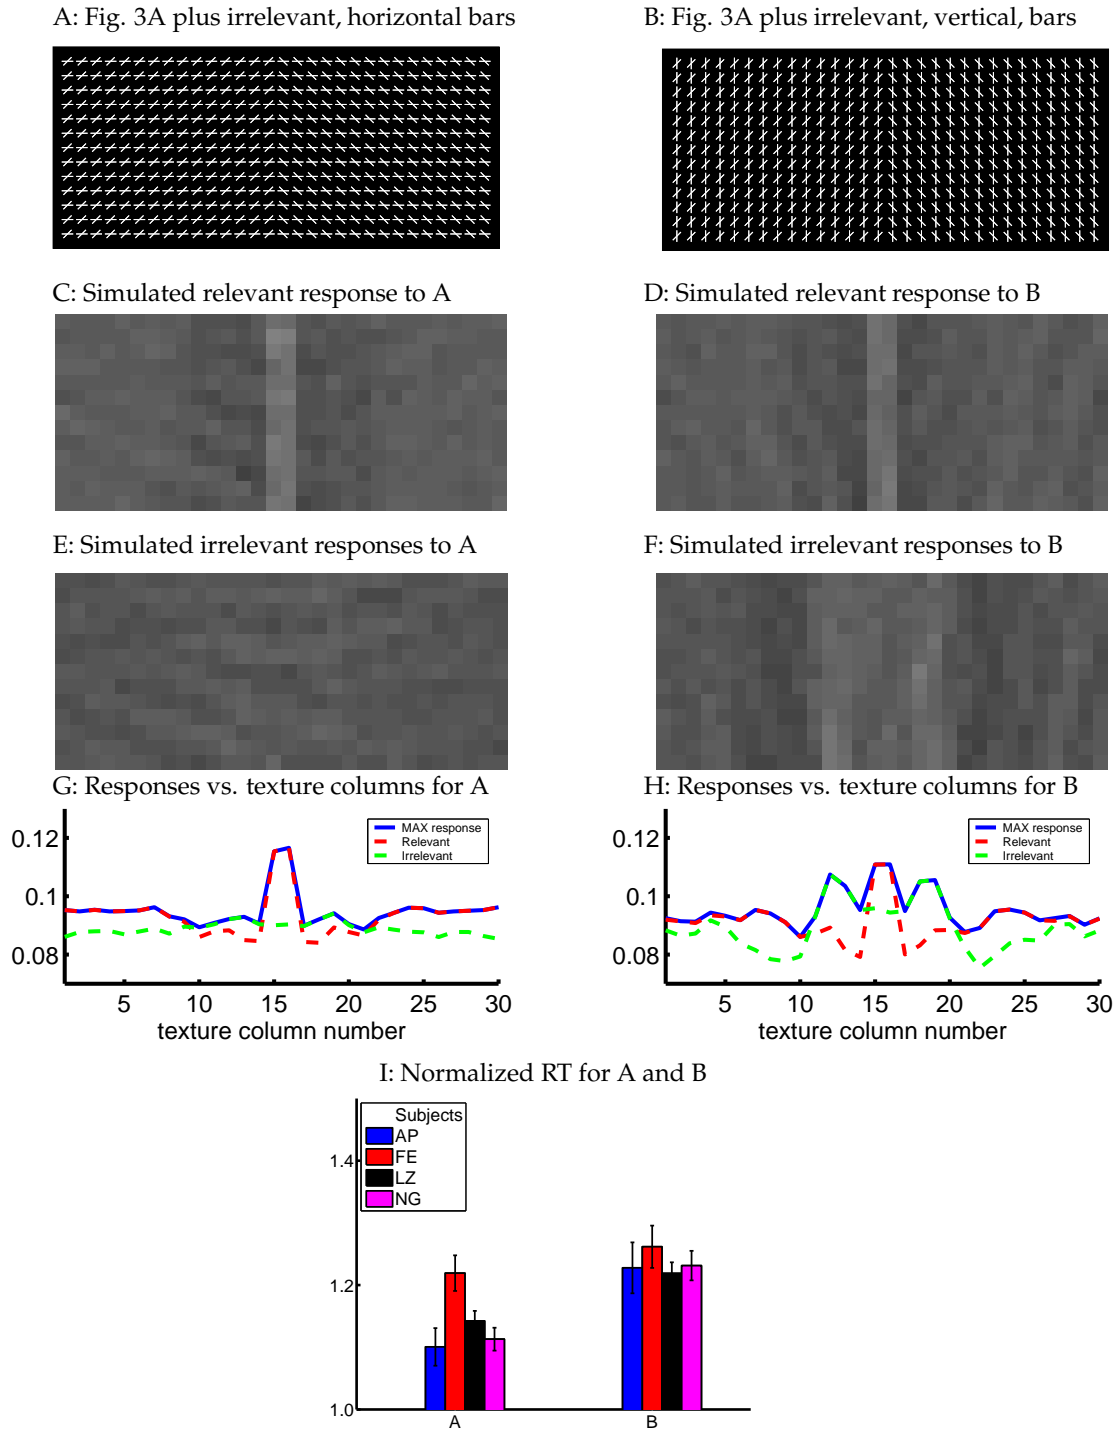 A: Fig. 3A plus irrelevant, horizontal bars
B: Fig. 3A plus irrelevant, vertical, bars
C: Simulated relevant response to A
D: Simulated relevant response to B
E: Simulated irrelevant responses to A
F: Simulated irrelevant responses to B
G: Responses vs. texture columns for A
0.12
0.1
0.08
MAX response
Relevant
Irrelevant
5 10 15 20 25 30
texture column number
H: Responses vs. texture columns for B
0.12
0.1
0.08
MAX response
Relevant
Irrelevant
5 10 15 20 25 30
texture column number
I: Normalized RT for A and B
Subjects
AP
FE
LZ
NG
1.4
1.2
1.0
A B